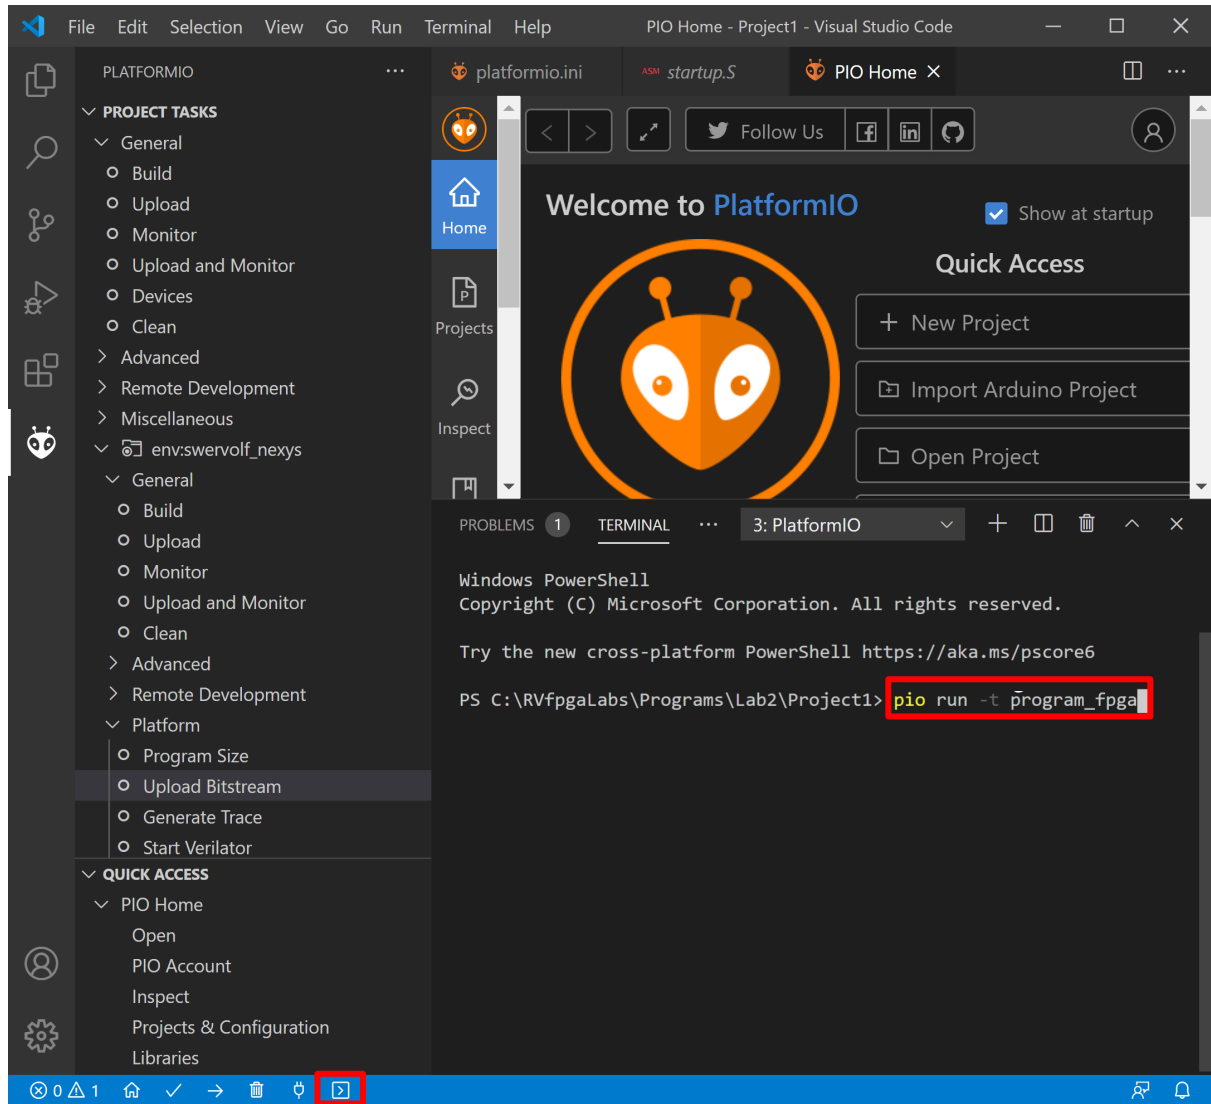 File Edit Selection View Go Run Terminal Help PIO Home - Project1 - Visual Studio Code
PLATFORMIO
platformio.ini
ASM startup.S
PIO Home
PROJECT TASKS
General
Build
Upload
Monitor
Upload and Monitor
Devices
Clean
Advanced
Remote Development
Miscellaneous
env:swervolf_nexys
General
Build
Upload
Monitor
Upload and Monitor
Clean
Advanced
Remote Development
Platform
Program Size
Upload Bitstream
Generate Trace
Start Verilator
QUICK ACCESS
PIO Home
Open
PIO Account
Inspect
Projects & Configuration
Libraries
Home
Projects
Inspect
Follow Us
Welcome to PlatformIO
Show at startup
Quick Access
New Project
Import Arduino Project
Open Project
PROBLEMS 1 TERMINAL ··· 3: PlatformIO
Windows PowerShell
Copyright (C) Microsoft Corporation. All rights reserved.
Try the new cross-platform PowerShell https://aka.ms/pscore6
PS C:\RVfpgaLabs\Programs\Lab2\Project1> pio run -t program_fpga
0 1